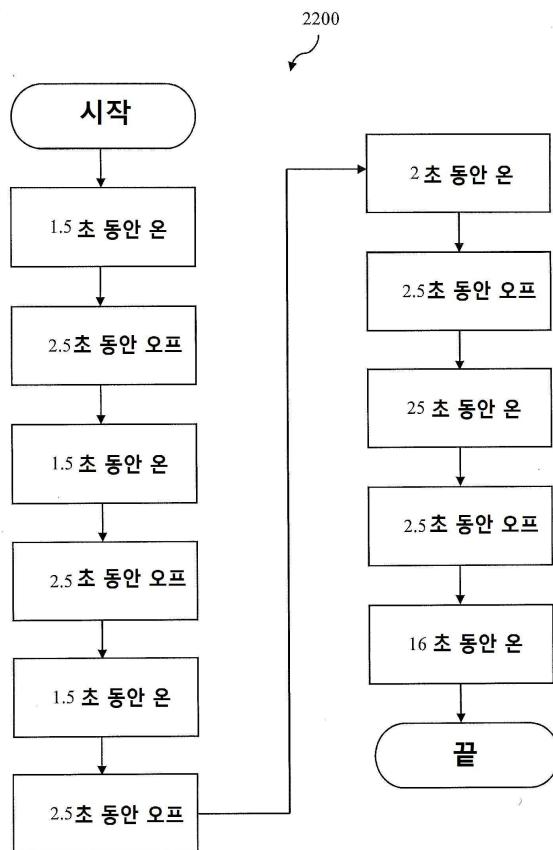 2200
시작
1.5 초 동안 온
2.5초 동안 오프
1.5 초 동안 온
2.5초 동안 오프
1.5 초 동안 온
2.5초 동안 오프
2 초 동안 온
2.5초 동안 오프
25 초 동안 온
2.5초 동안 오프
16 초 동안 온
끝